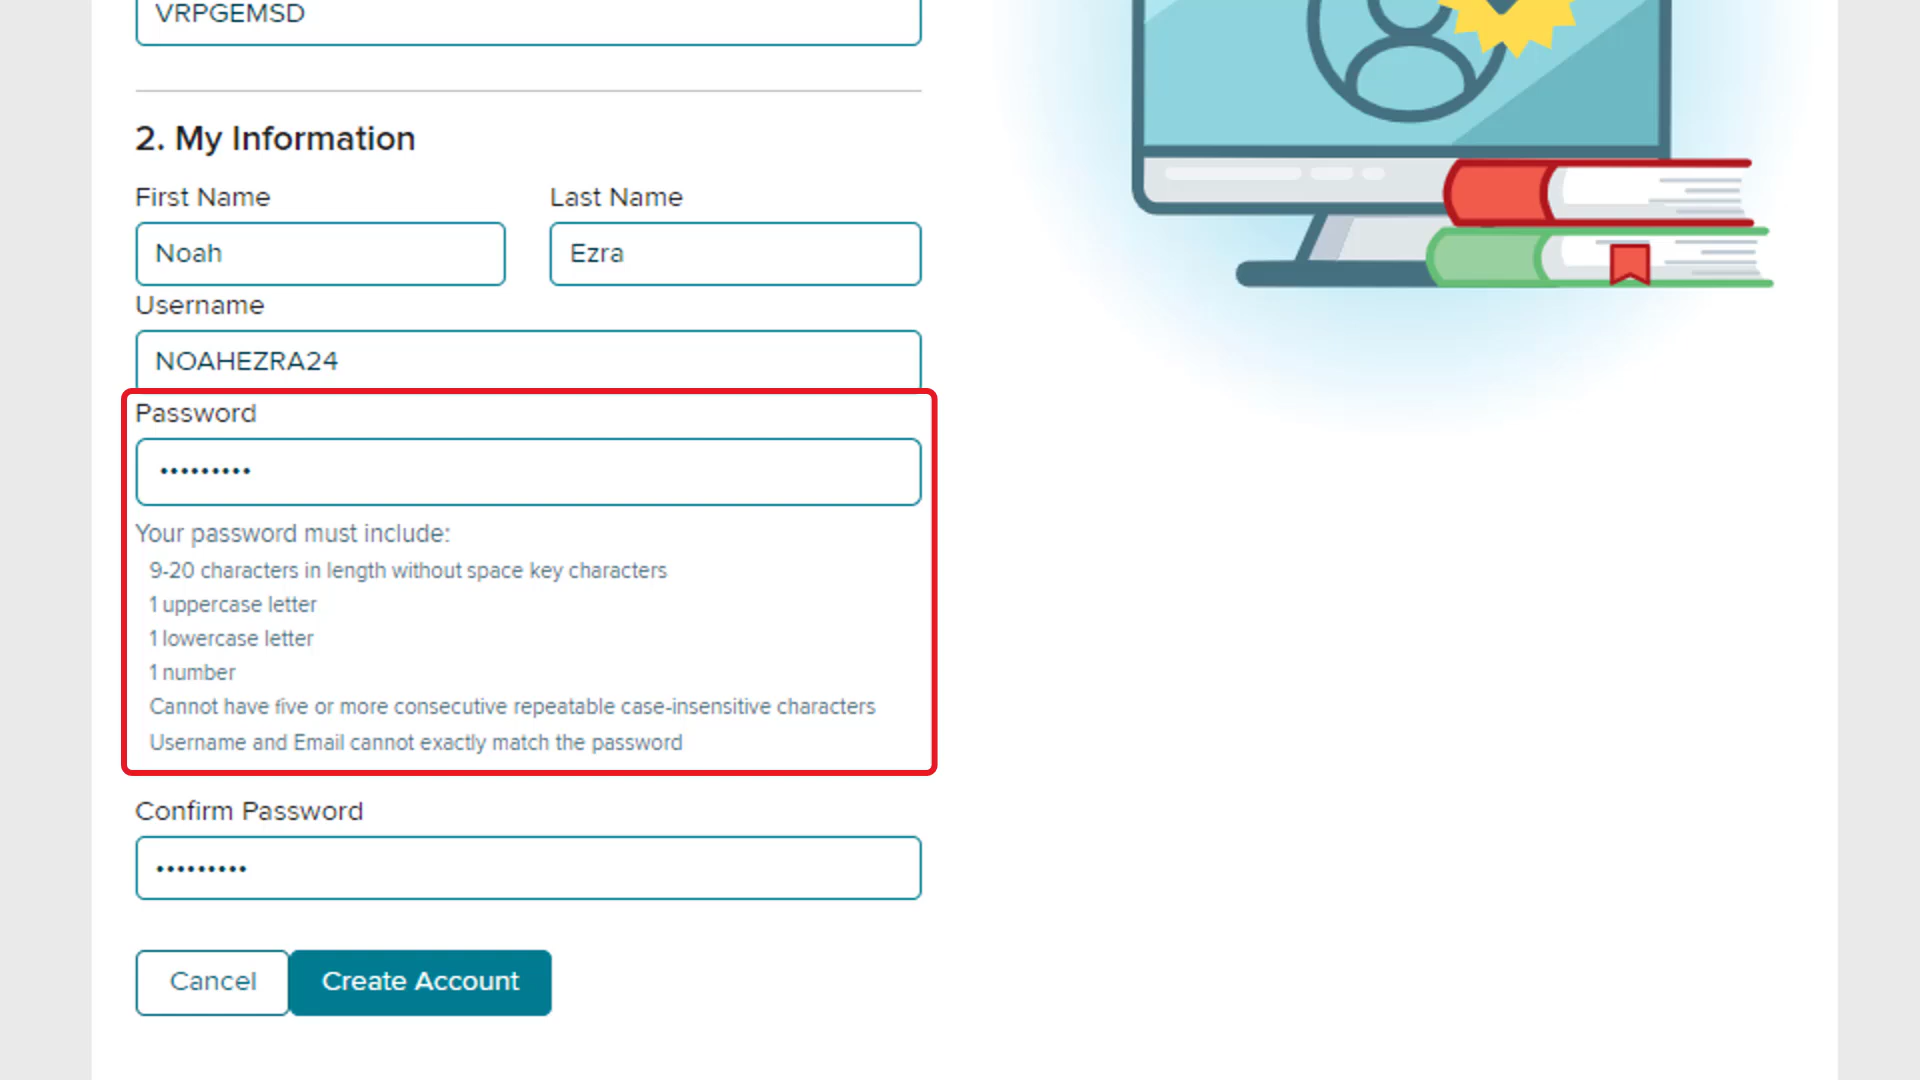 VRPGEMSD
2. My Information
First Name
Last Name
Noah
Ezra
Username
NOAHEZRA24
Password
•••••••••
Your password must include:
9-20 characters in length without space key characters
1 uppercase letter
1 lowercase letter
1 number
Cannot have five or more consecutive repeatable case-insensitive characters
Username and Email cannot exactly match the password
Confirm Password
•••••••••
Cancel
Create Account